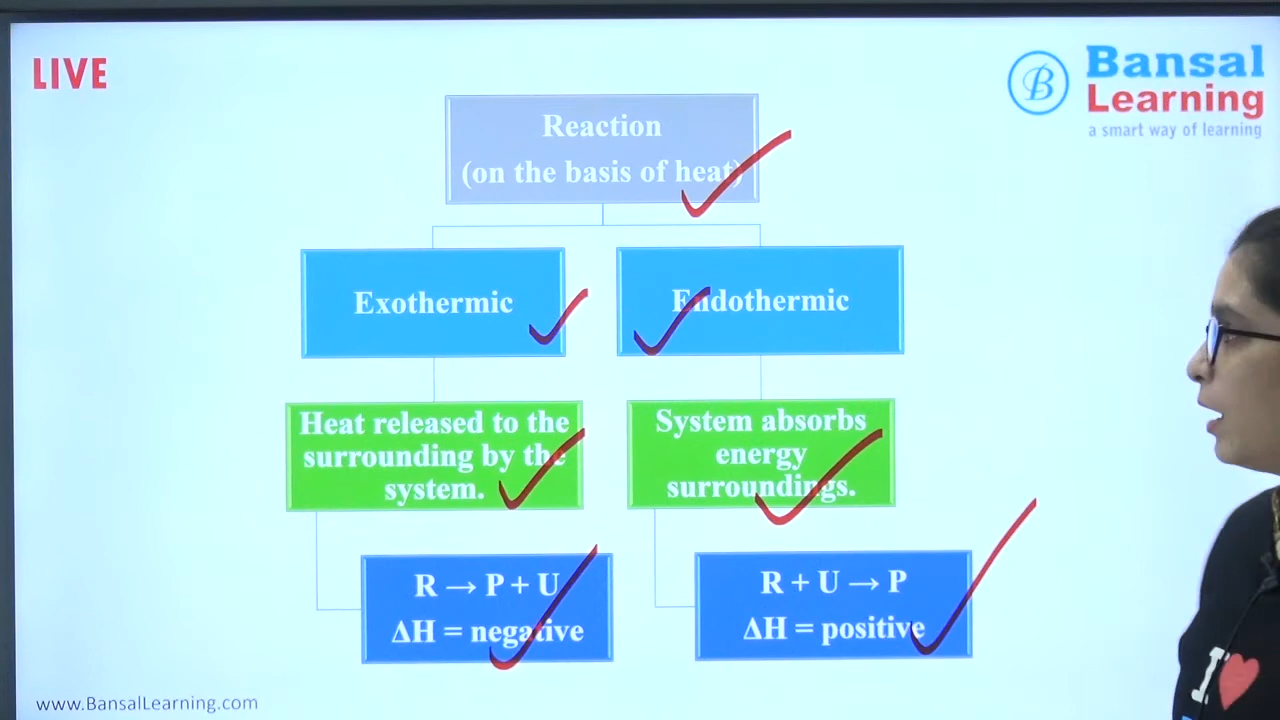 LIVE
Bansal
Learning
a smart way of learning
Reaction
(on the basis of heat)
Exothermic
Endothermic
Heat released to the
surrounding by the
system.
System absorbs
energy
surroundings.
R → P + U
ΔH = negative
R + U → P
ΔH = positive
I
www.BansalLearning.com